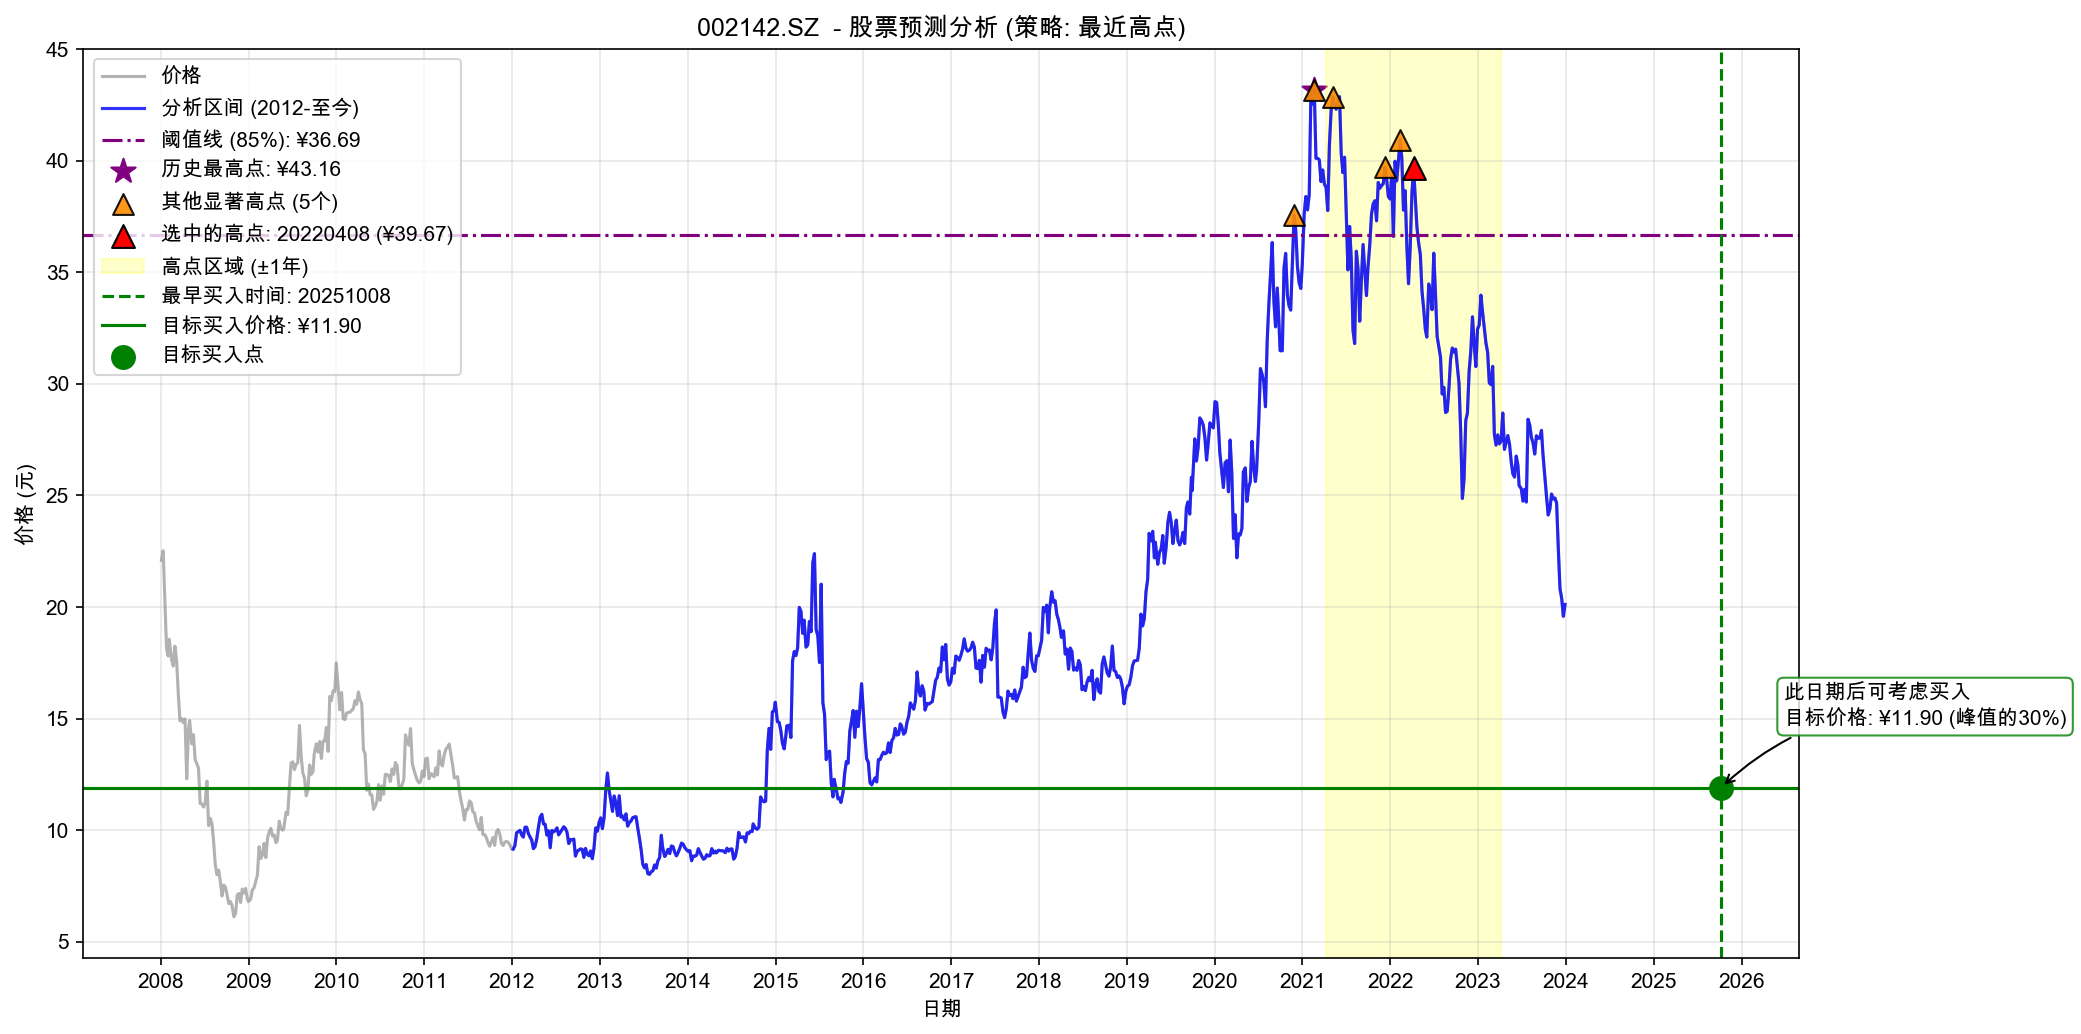 002142.SZ  - 股票预测分析 (策略: 最近高点)
价格
分析区间 (2012-至今)
阈值线 (85%): ¥36.69
历史最高点: ¥43.16
其他显著高点 (5个)
选中的高点: 20220408 (¥39.67)
高点区域 (±1年)
最早买入时间: 20251008
目标买入价格: ¥11.90
目标买入点
45
40
35
30
25
20
15
10
5
价格 (元)
此日期后可考虑买入
目标价格: ¥11.90 (峰值的30%)
2008 2009 2010 2011 2012 2013 2014 2015 2016 2017 2018 2019 2020 2021 2022 2023 2024 2025 2026
日期